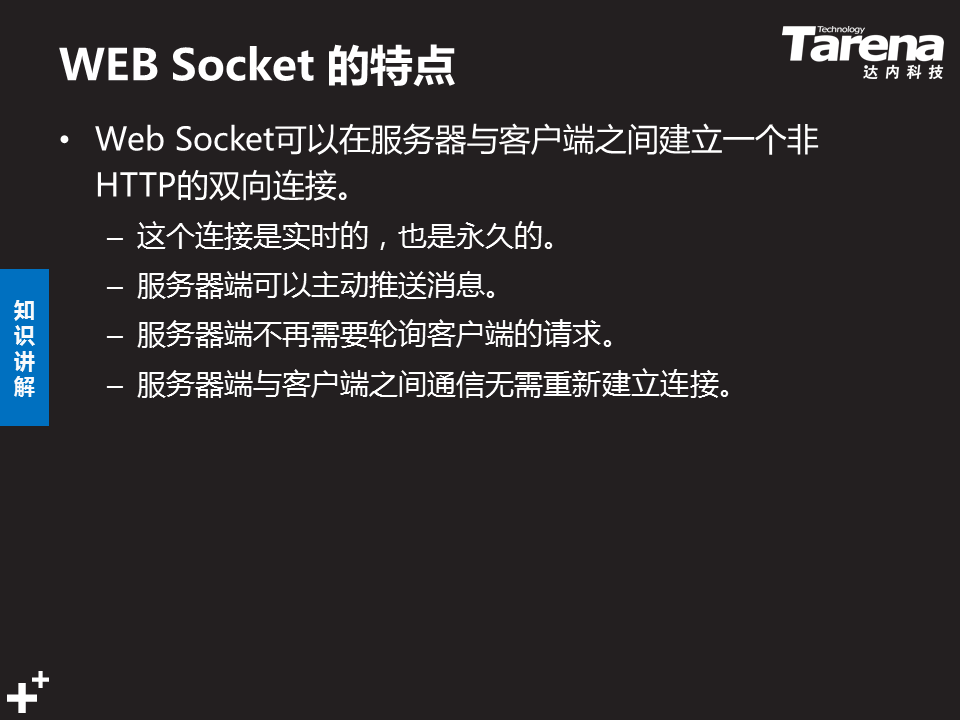 WEB Socket 的特点
Technology
Tarena
达内科技
• Web Socket可以在服务器与客户端之间建立一个非
HTTP的双向连接。
– 这个连接是实时的，也是永久的。
– 服务器端可以主动推送消息。
– 服务器端不再需要轮询客户端的请求。
– 服务器端与客户端之间通信无需重新建立连接。
知
识
讲
解